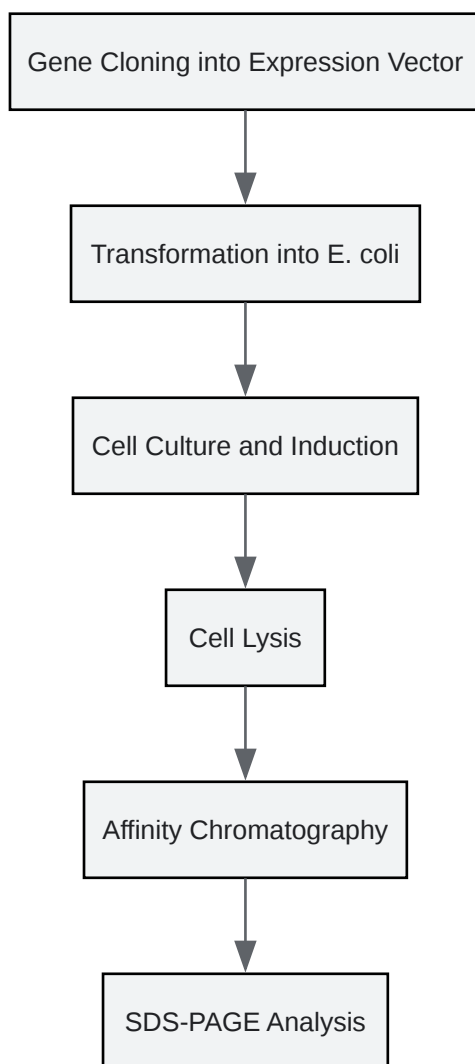 Gene Cloning into Expression Vector
Transformation into E. coli
Cell Culture and Induction
Cell Lysis
Affinity Chromatography
SDS-PAGE Analysis